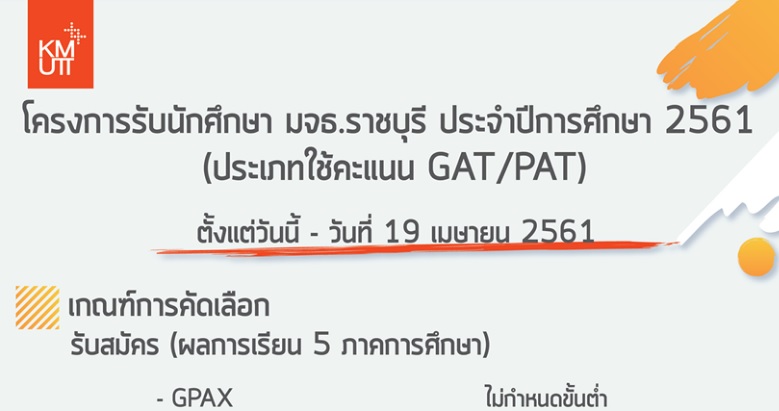 KM
UTT
โครงการรับนักศึกษา มจธ.ราชบุรี ประจำปีการศึกษา 2561
(ประเภทใช้คะแนน GAT/PAT)
ตั้งแต่วันนี้ - วันที่ 19 เมษายน 2561
เกณฑ์การคัดเลือก
รับสมัคร (ผลการเรียน 5 ภาคการศึกษา)
- GPAX ไม่กำหนดขั้นต่ำ